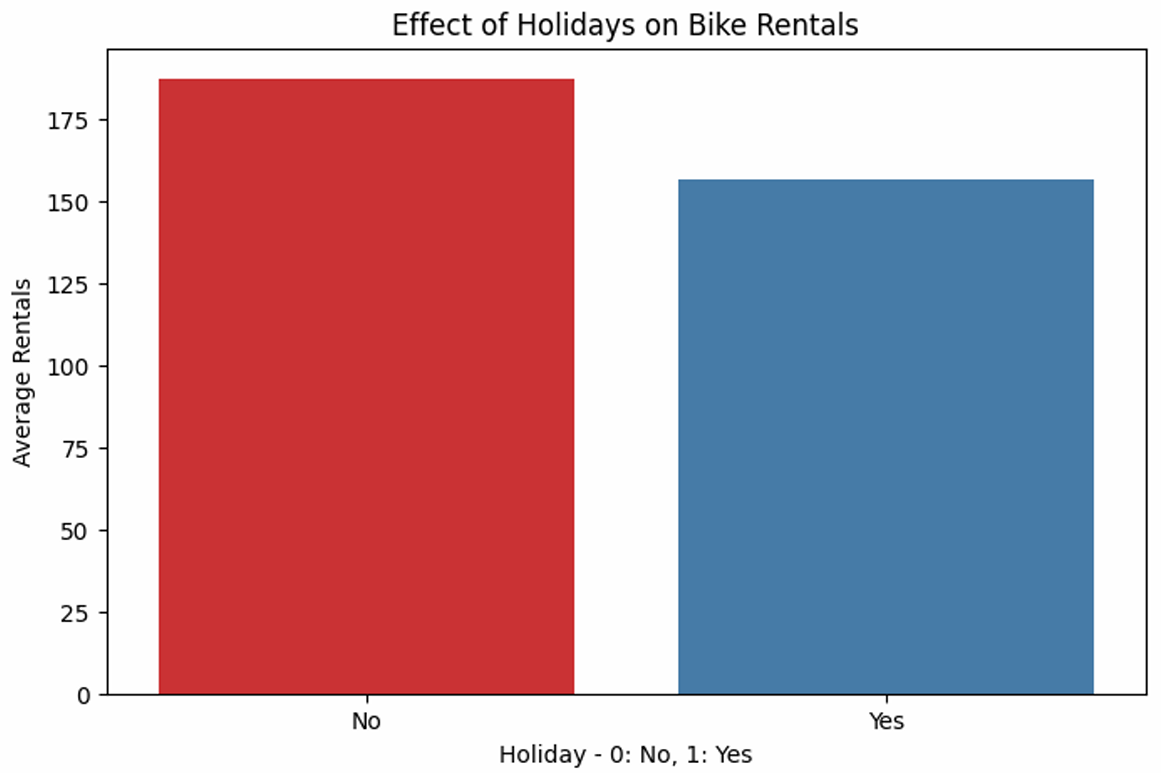 Effect of Holidays on Bike Rentals
Average Rentals
175
150
125
100
75
50
25
0
No
Yes
Holiday - 0: No, 1: Yes